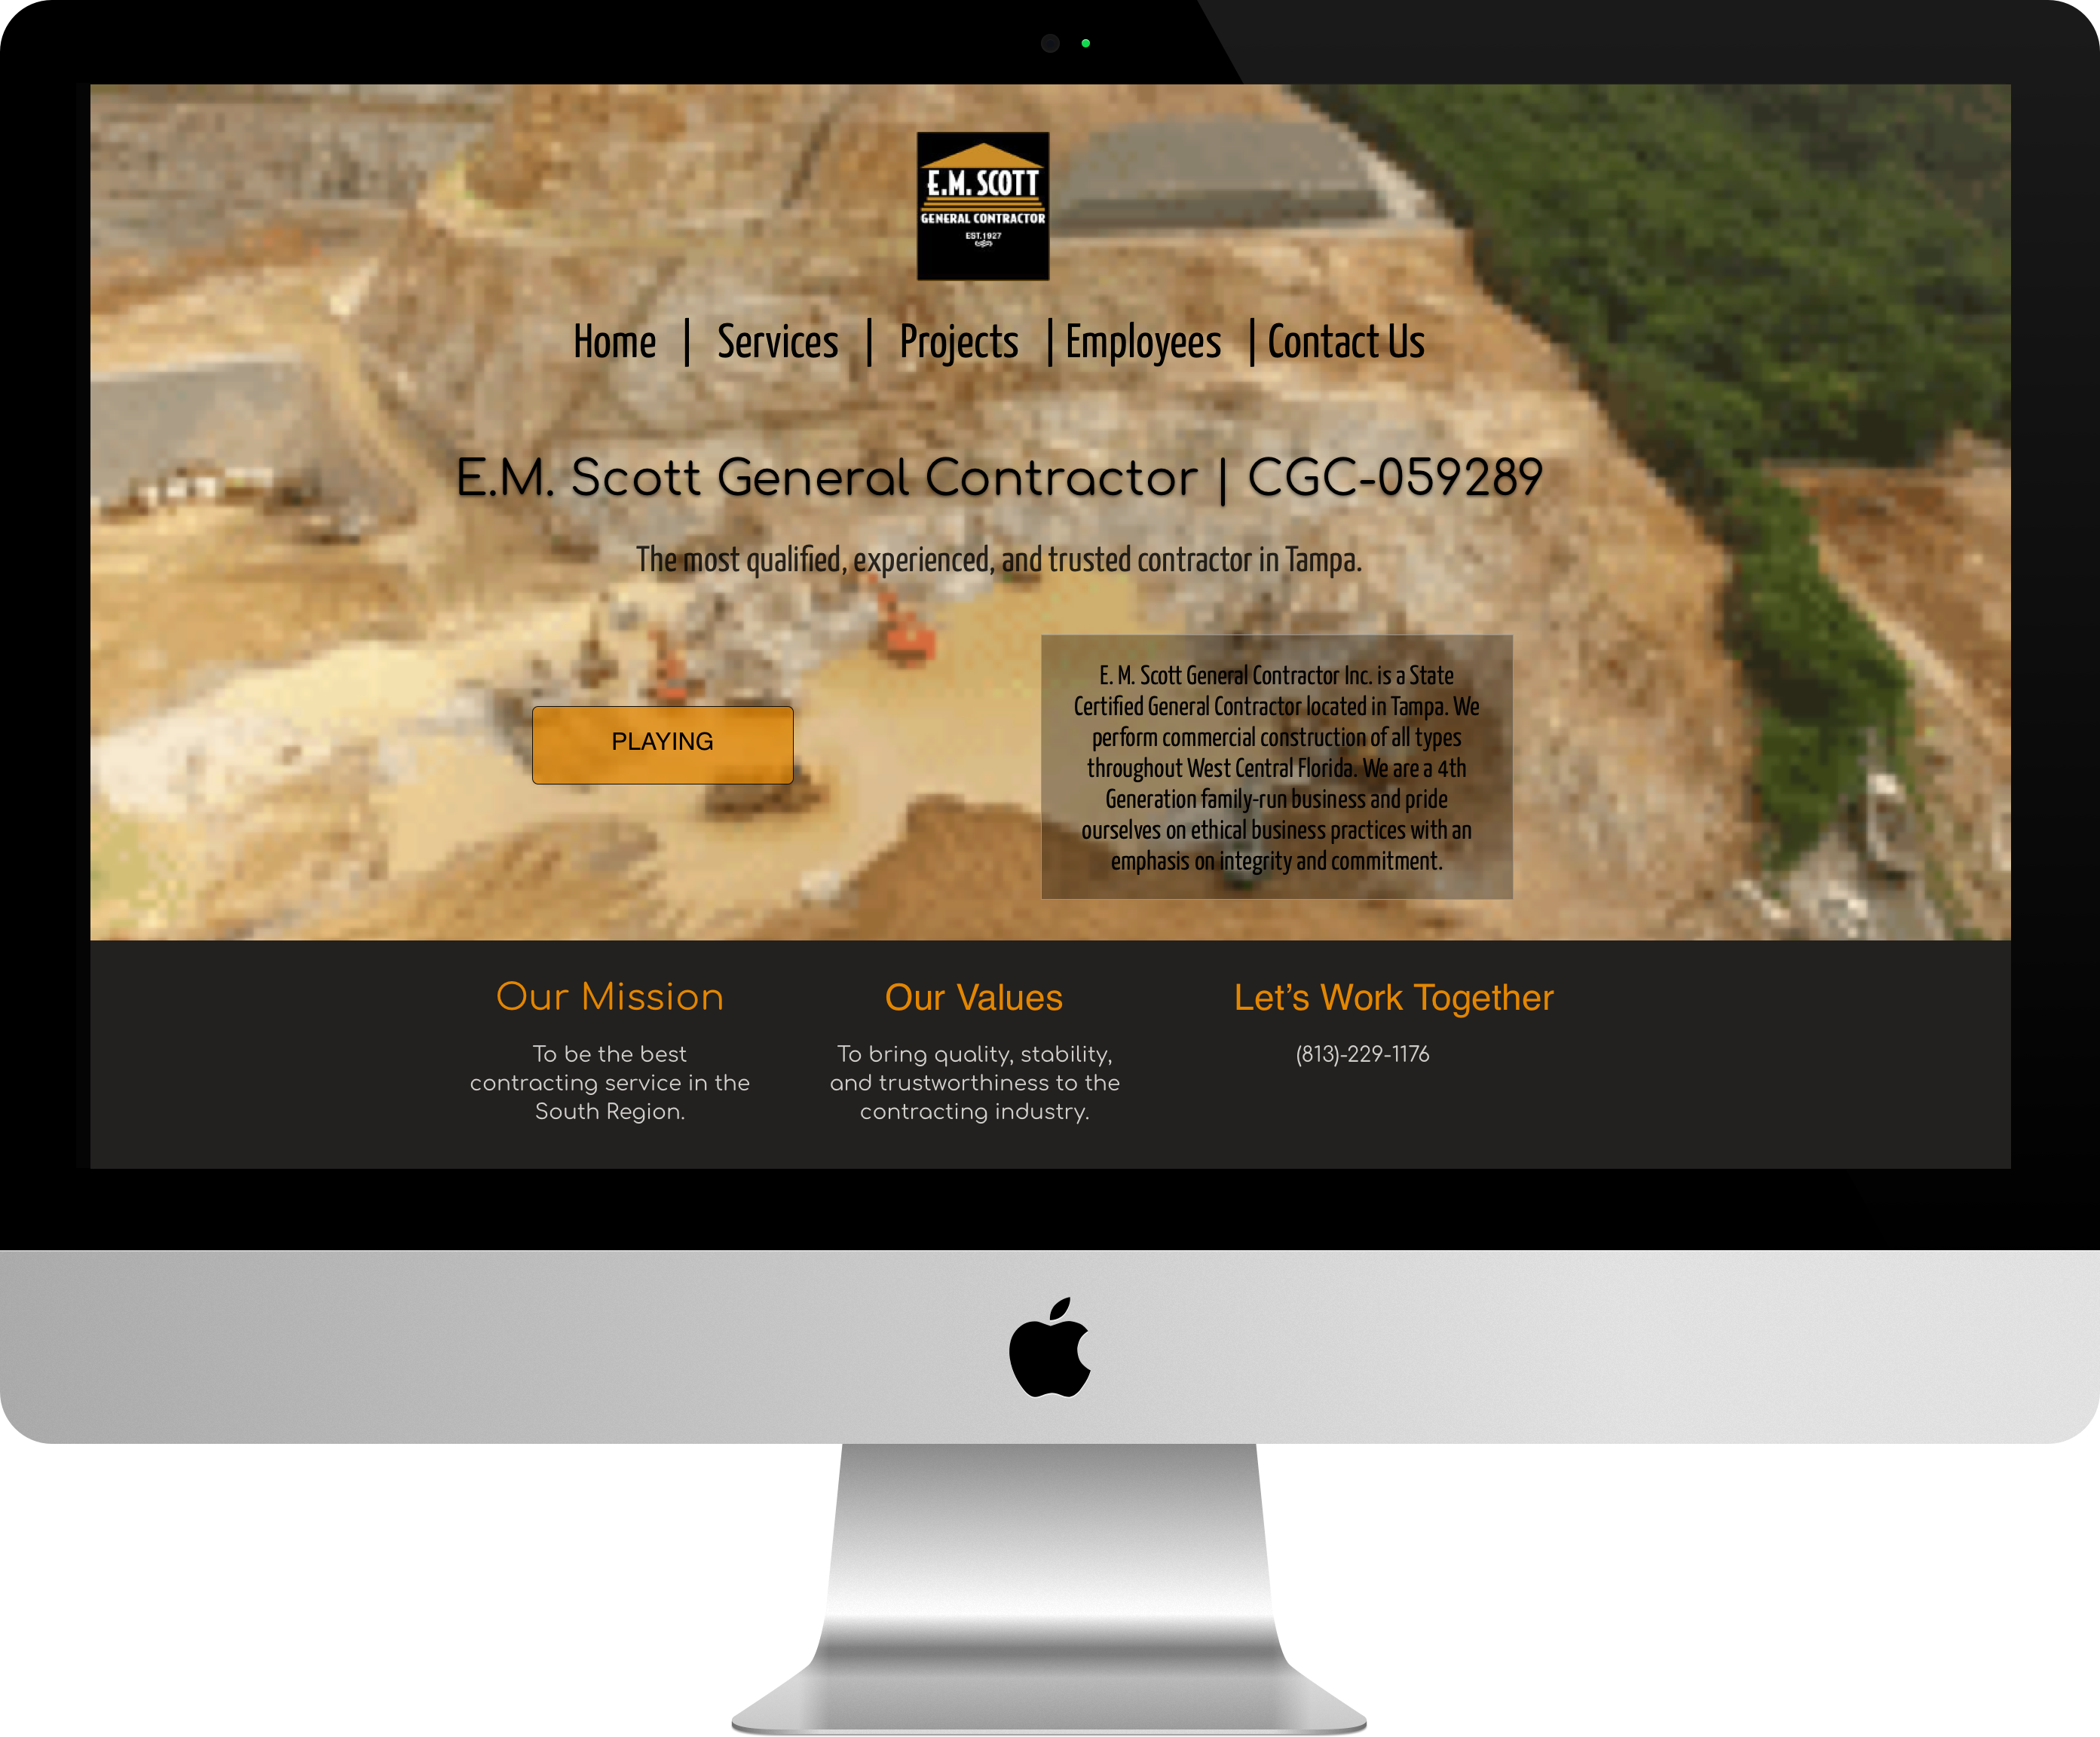 E.M. SCOTT
GENERAL CONTRACTOR
EST.1927
Home | Services | Projects | Employees | Contact Us
E.M. Scott General Contractor | CGC-059289
The most qualified, experienced, and trusted contractor in Tampa.
PLAYING
E. M. Scott General Contractor Inc. is a State
Certified General Contractor located in Tampa. We
perform commercial construction of all types
throughout West Central Florida. We are a 4th
Generation family-run business and pride
ourselves on ethical business practices with an
emphasis on integrity and commitment.
Our Mission
To be the best
contracting service in the
South Region.
Our Values
To bring quality, stability,
and trustworthiness to the
contracting industry.
Let's Work Together
(813)-229-1176